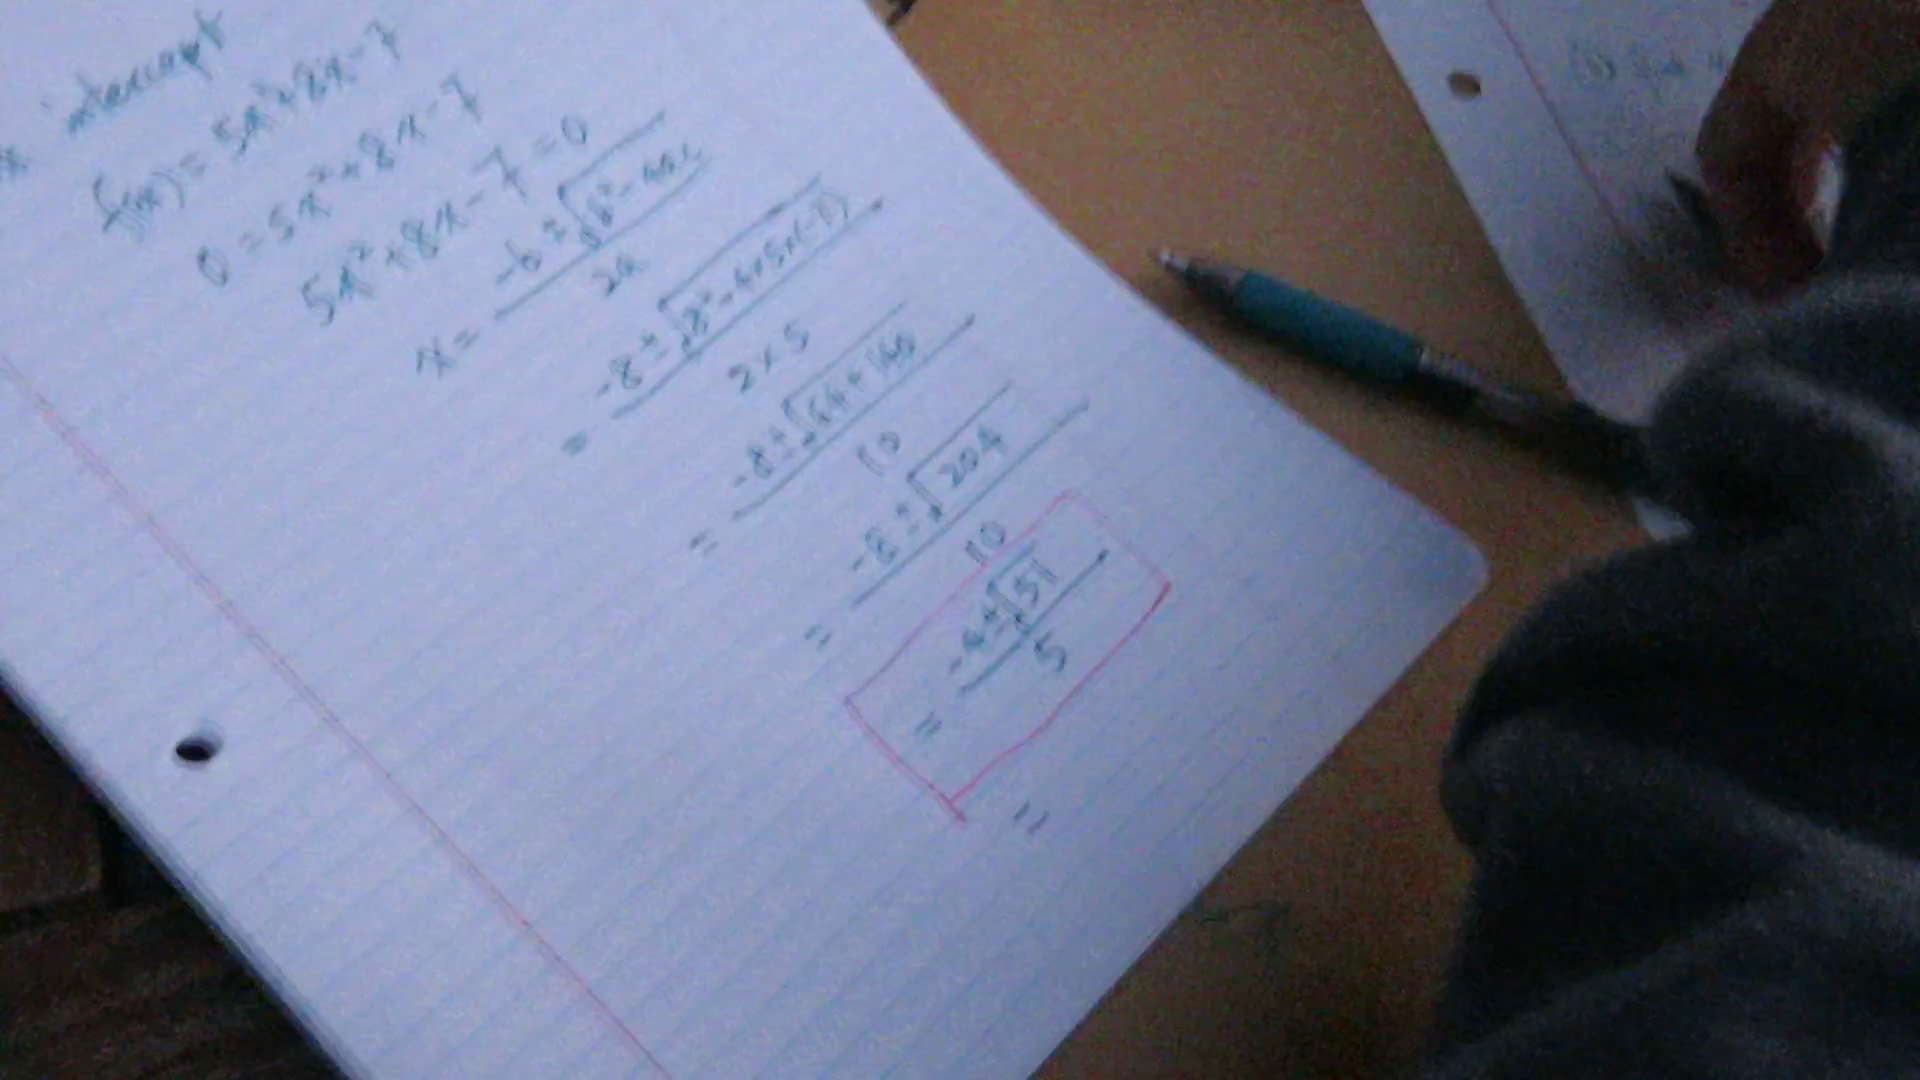 x intercept
f(x) = 5x²+8x-7
0 = 5x²+8x-7
5x²+8x-7=0
x = -b ± √b²-4ac / 2a
= -8 ± √8²-4×5×(-7) / 2×5
= -8 ± √64+140 / 10
= -8 ± √204 / 10
= -4±√51 / 5
=